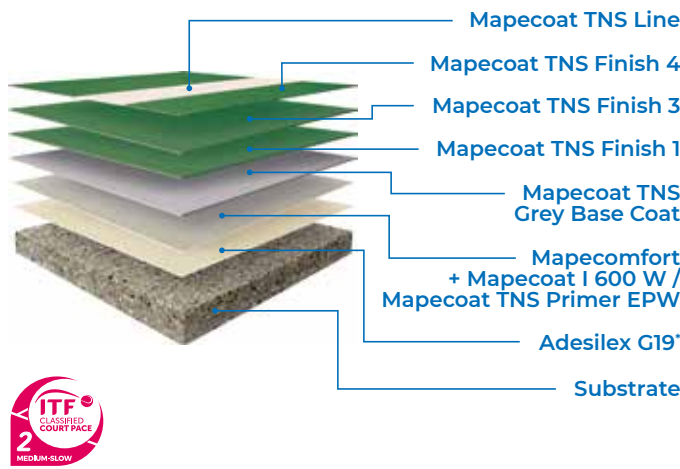 Mapecoat TNS Line
Mapecoat TNS Finish 4
Mapecoat TNS Finish 3
Mapecoat TNS Finish 1
Mapecoat TNS
Grey Base Coat
Mapecomfort
+ Mapecoat I 600 W /
Mapecoat TNS Primer EPW
Adesilex G19*
Substrate
ITF
CLASSIFIED
COURT PACE
2
MEDIUM-SLOW